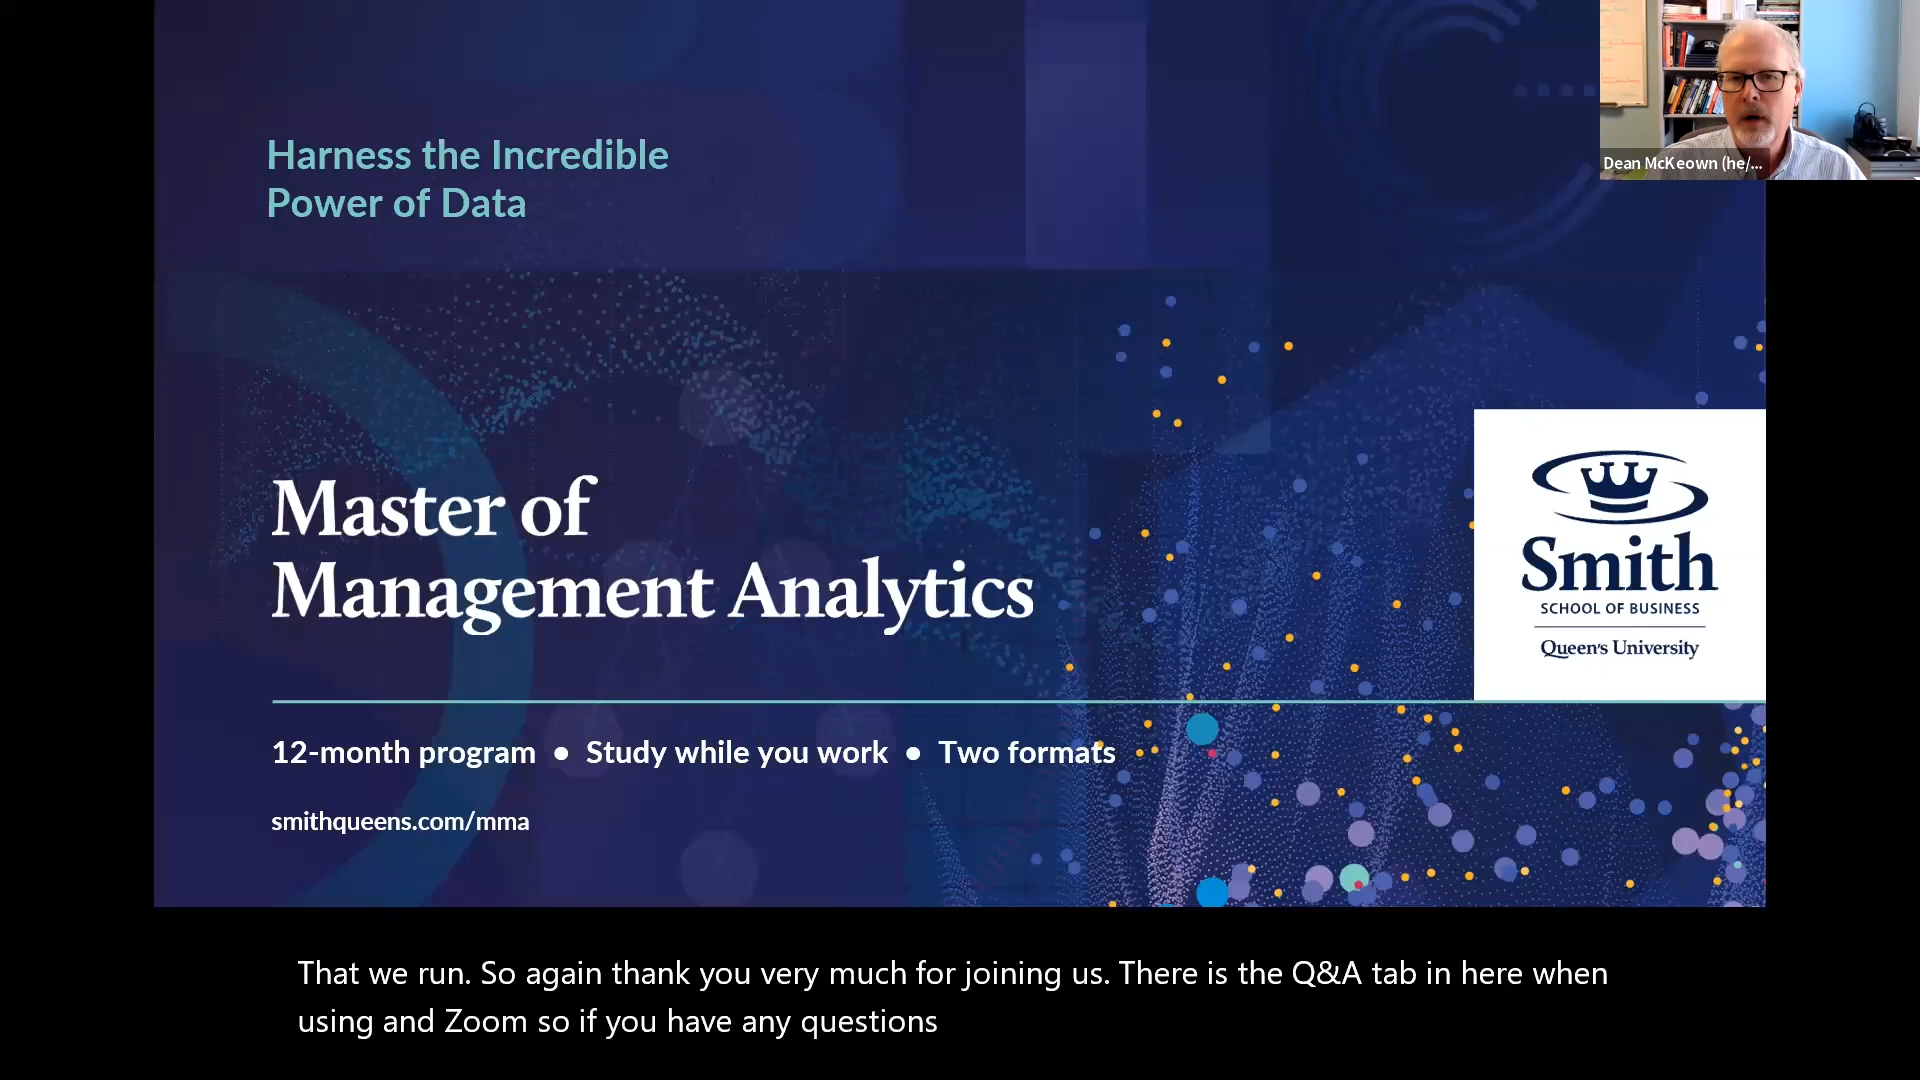 Harness the Incredible
Power of Data
Dean McKeown (he/...
Master of
Management Analytics
Smith
SCHOOL OF BUSINESS
Queen's University
12-month program • Study while you work • Two formats
smithqueens.com/mma
That we run. So again thank you very much for joining us. There is the Q&A tab in here when
using and Zoom so if you have any questions